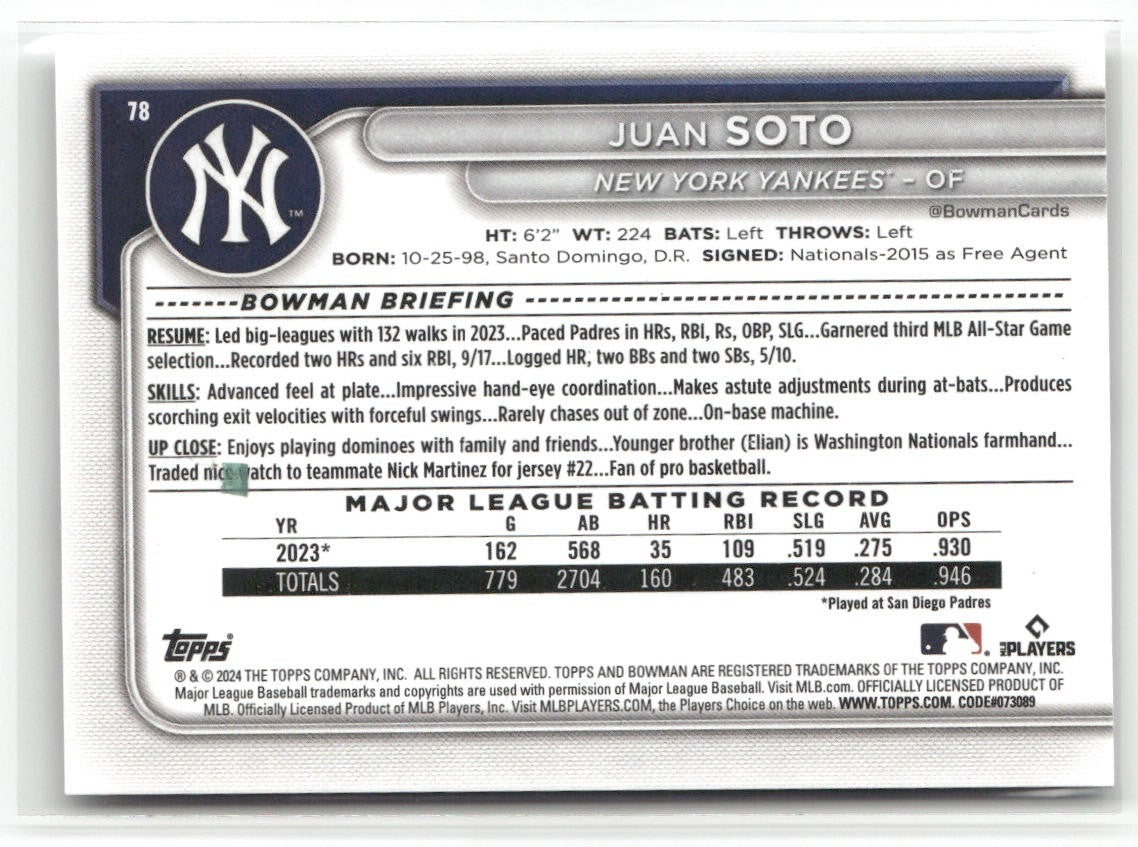 78
NY
TM
JUAN SOTO
NEW YORK YANKEES® – OF
@BowmanCards
HT: 6'2" WT: 224 BATS: Left THROWS: Left
BORN: 10-25-98, Santo Domingo, D.R. SIGNED: Nationals-2015 as Free Agent
-------BOWMAN BRIEFING -------------------------------------------
RESUME: Led big-leagues with 132 walks in 2023...Paced Padres in HRs, RBI, Rs, OBP, SLG...Garnered third MLB All-Star Game
selection...Recorded two HRs and six RBI, 9/17...Logged HR, two BBs and two SBs, 5/10.
SKILLS: Advanced feel at plate...Impressive hand-eye coordination...Makes astute adjustments during at-bats...Produces
scorching exit velocities with forceful swings...Rarely chases out of zone...On-base machine.
UP CLOSE: Enjoys playing dominoes with family and friends...Younger brother (Elian) is Washington Nationals farmhand...
Traded nice watch to teammate Nick Martinez for jersey #22...Fan of pro basketball.
MAJOR LEAGUE BATTING RECORD
YR G AB HR RBI SLG AVG OPS
2023* 162 568 35 109 .519 .275 .930
TOTALS 779 2704 160 483 .524 .284 .946
*Played at San Diego Padres
Topps®
MLB PLAYERS
® & © 2024 THE TOPPS COMPANY, INC. ALL RIGHTS RESERVED. TOPPS AND BOWMAN ARE REGISTERED TRADEMARKS OF THE TOPPS COMPANY, INC.
Major League Baseball trademarks and copyrights are used with permission of Major League Baseball. Visit MLB.com. OFFICIALLY LICENSED PRODUCT OF
MLB. Officially Licensed Product of MLB Players, Inc. Visit MLBPLAYERS.COM, the Players Choice on the web. WWW.TOPPS.COM. CODE#073089